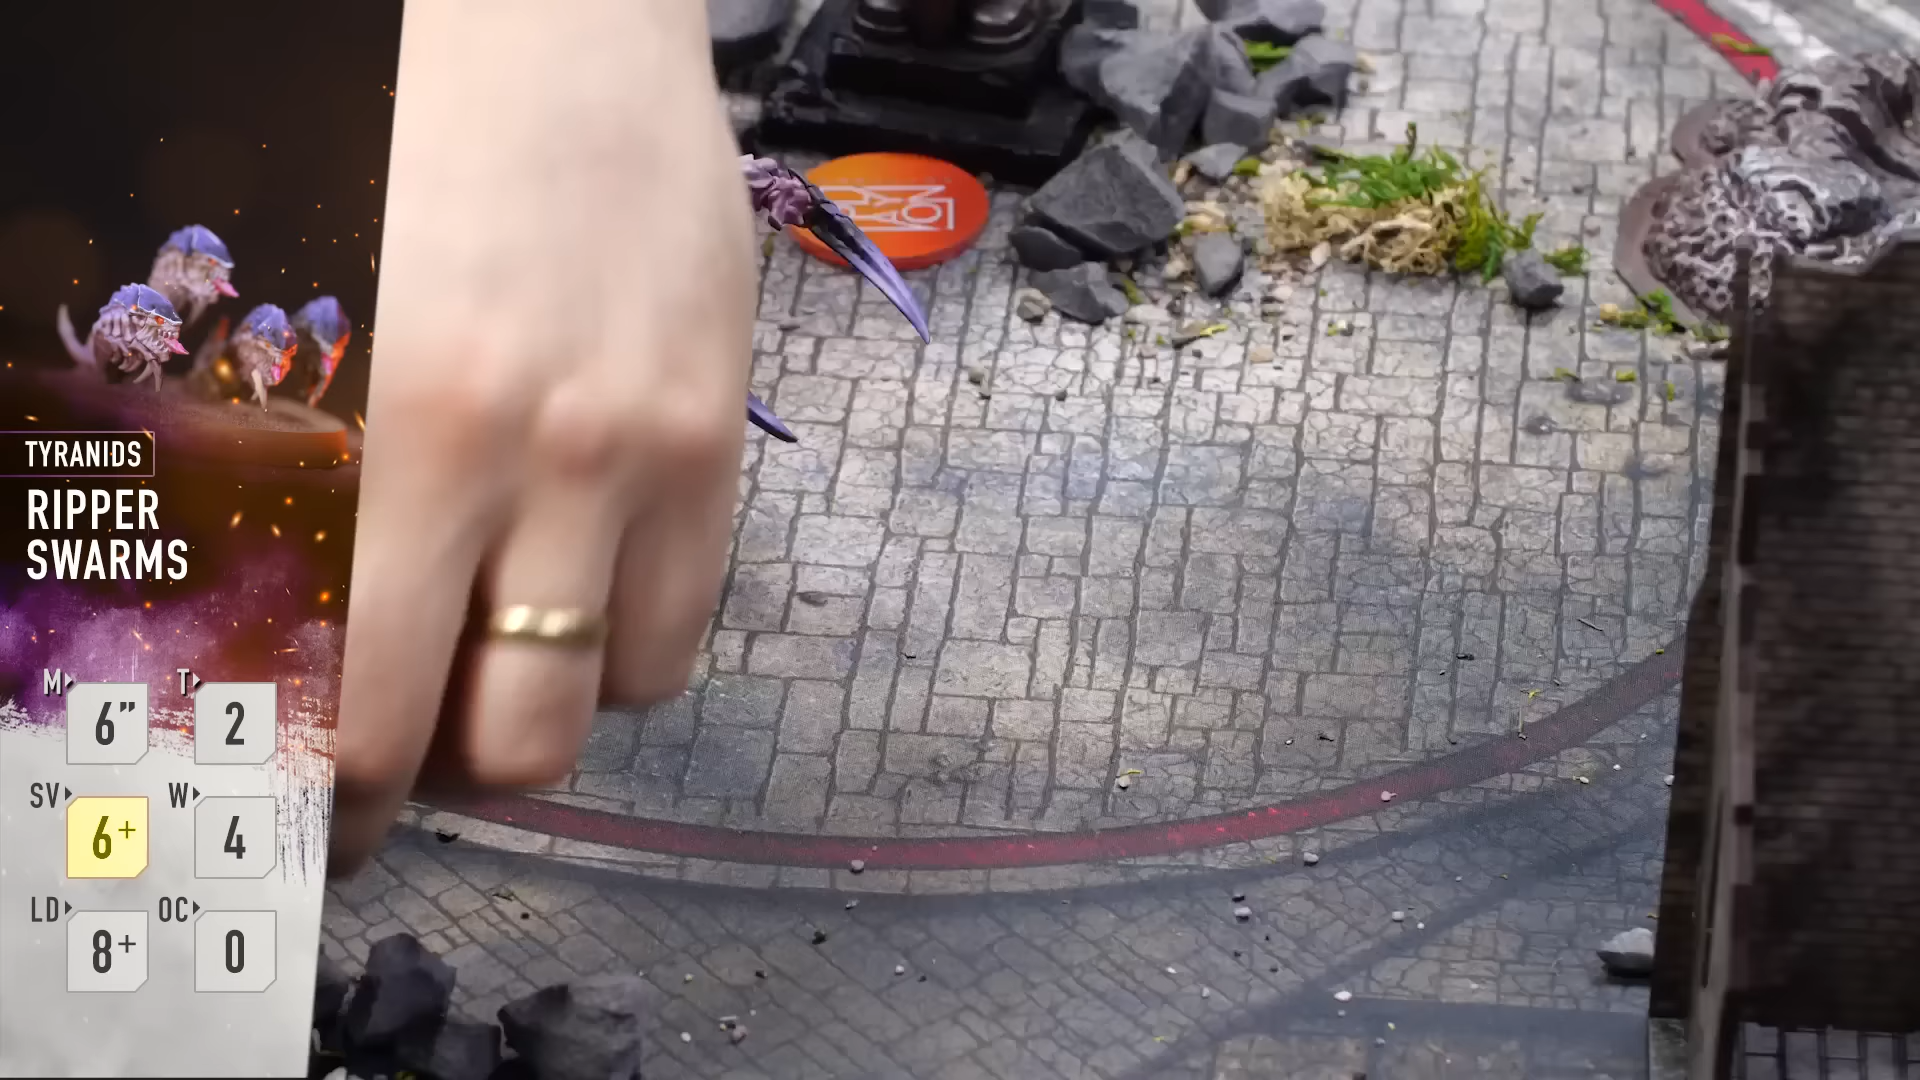 TYRANIDS
RIPPER
SWARMS
M T
6” 2
SV W
6+ 4
LD OC
8+ 0